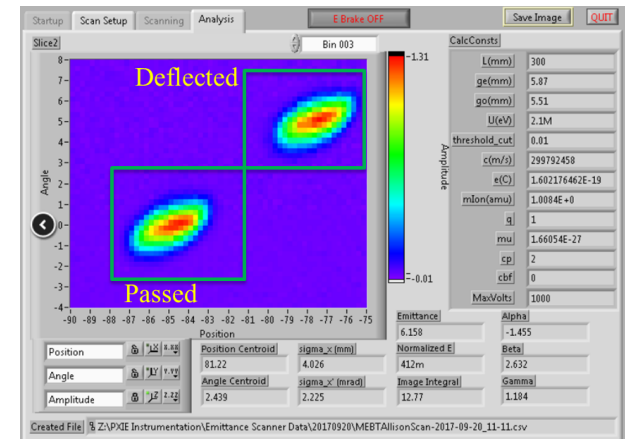 Startup Scan Setup Scanning Analysis E Brake OFF Save Image QUIT
Slice2 Bin 003 CalcConsts
Deflected
Passed
8
7
6
5
4
3
2
1
0
-1
-2
-3
-4
Angle
-90 -89 -88 -87 -86 -85 -84 -83 -82 -81 -80 -79 -78 -77 -76 -75
Position
1.31
-0.01
Amplitude
L(mm) 300
ge(mm) 5.87
go(mm) 5.51
U(eV) 2.1M
threshold_cut 0.01
c(m/s) 299792458
e(C) 1.602176462E-19
mIon(amu) 1.0084E+0
q 1
mu 1.66054E-27
cp 2
cbf 0
MaxVolts 1000
Emittance Alpha
6.158 -1.455
Position Position Centroid sigma_x (mm) Normalized E Beta
81.22 4.026 412m 2.632
Angle Angle Centroid sigma_x' (mrad) Image Integral Gamma
Amplitude 2.439 2.225 12.77 1.184
Created File Z:\PXIE Instrumentation\Emittance Scanner Data\20170920\MEBTAllisonScan-2017-09-20_11-11.csv